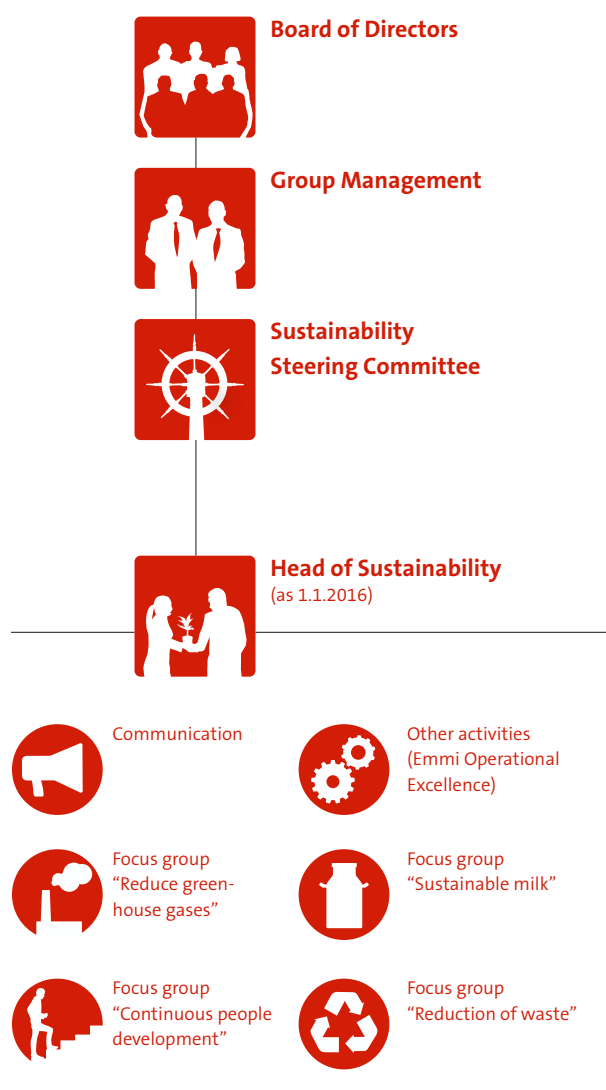 Board of Directors
Group Management
Sustainability
Steering Committee
Head of Sustainability
(as 1.1.2016)
Communication
Other activities
(Emmi Operational
Excellence)
Focus group
“Reduce green-
house gases”
Focus group
“Sustainable milk”
Focus group
“Continuous people
development”
Focus group
“Reduction of waste”